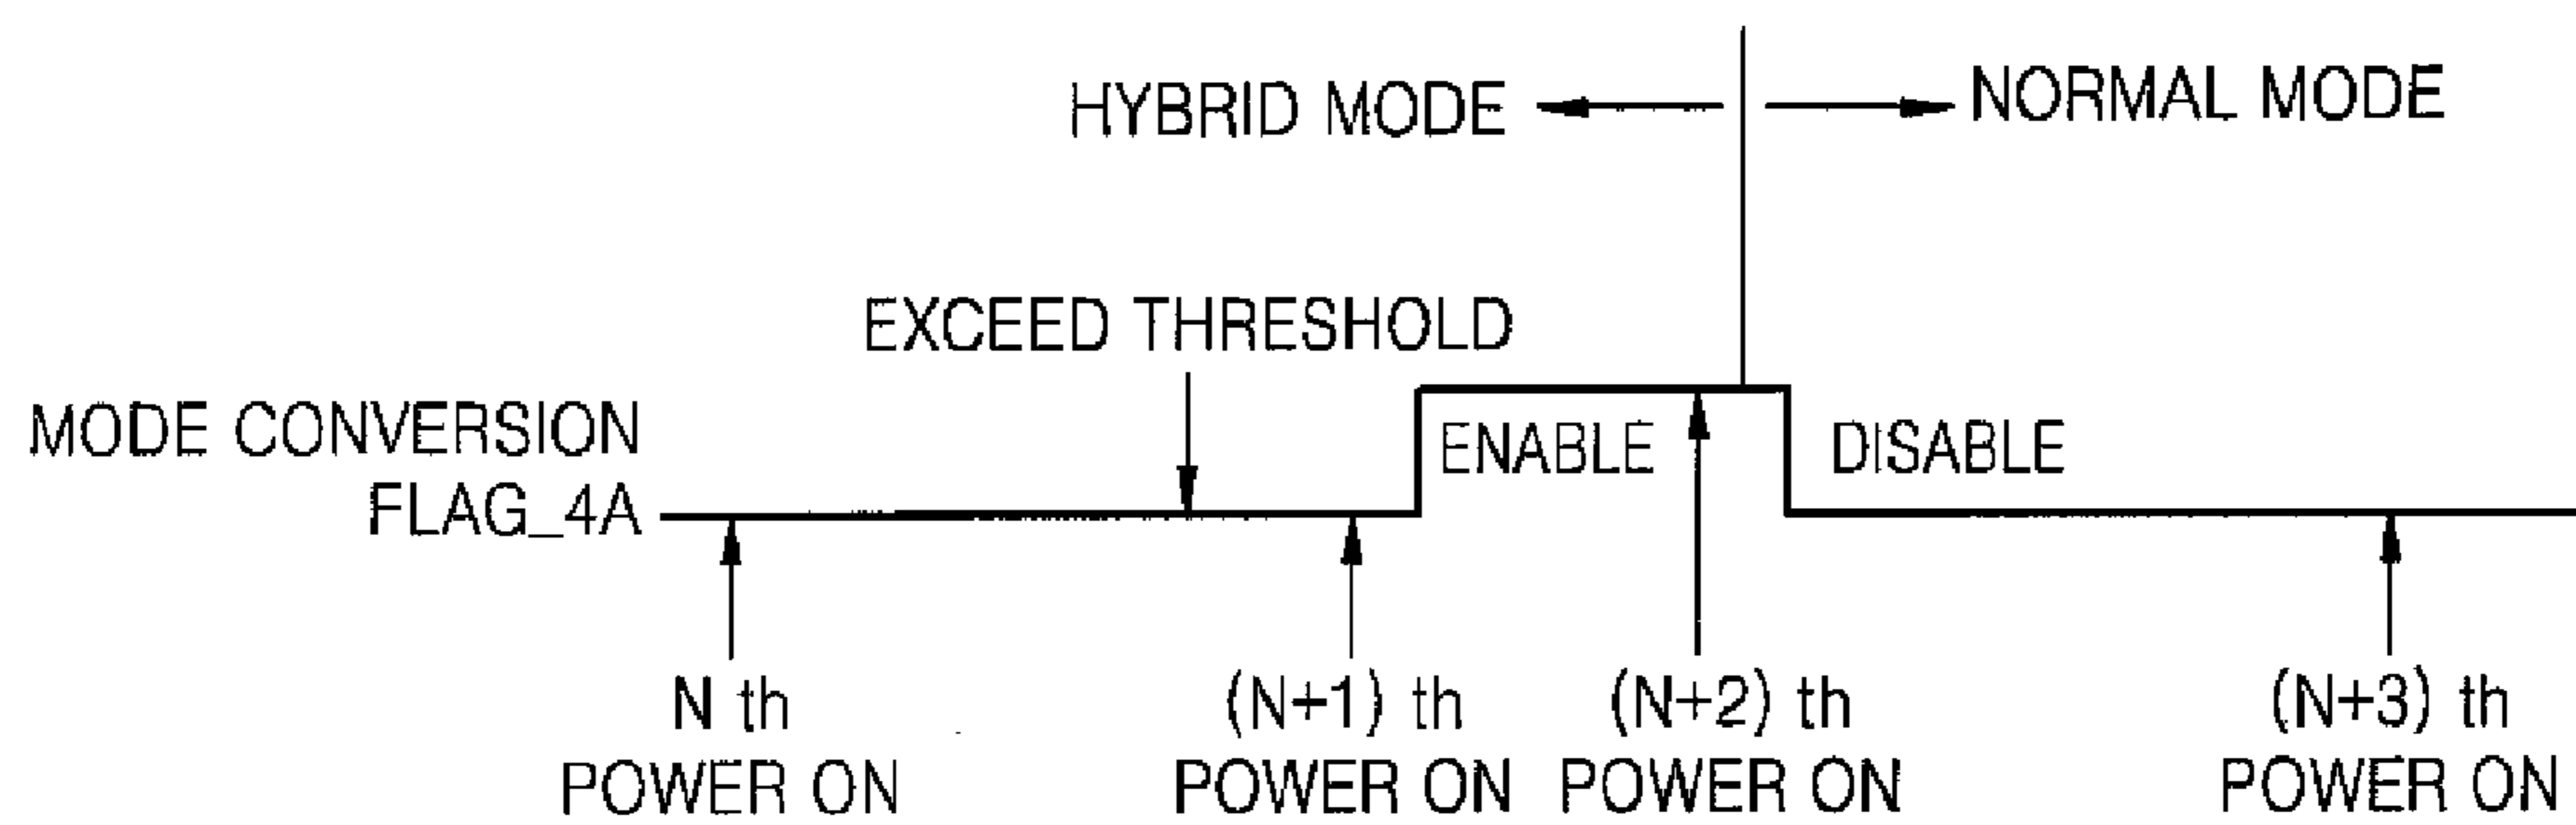 HYBRID MODE
NORMAL MODE
EXCEED THRESHOLD
MODE CONVERSION
FLAG_4A
ENABLE
DISABLE
N th
POWER ON
(N+1) th
POWER ON
(N+2) th
POWER ON
(N+3) th
POWER ON